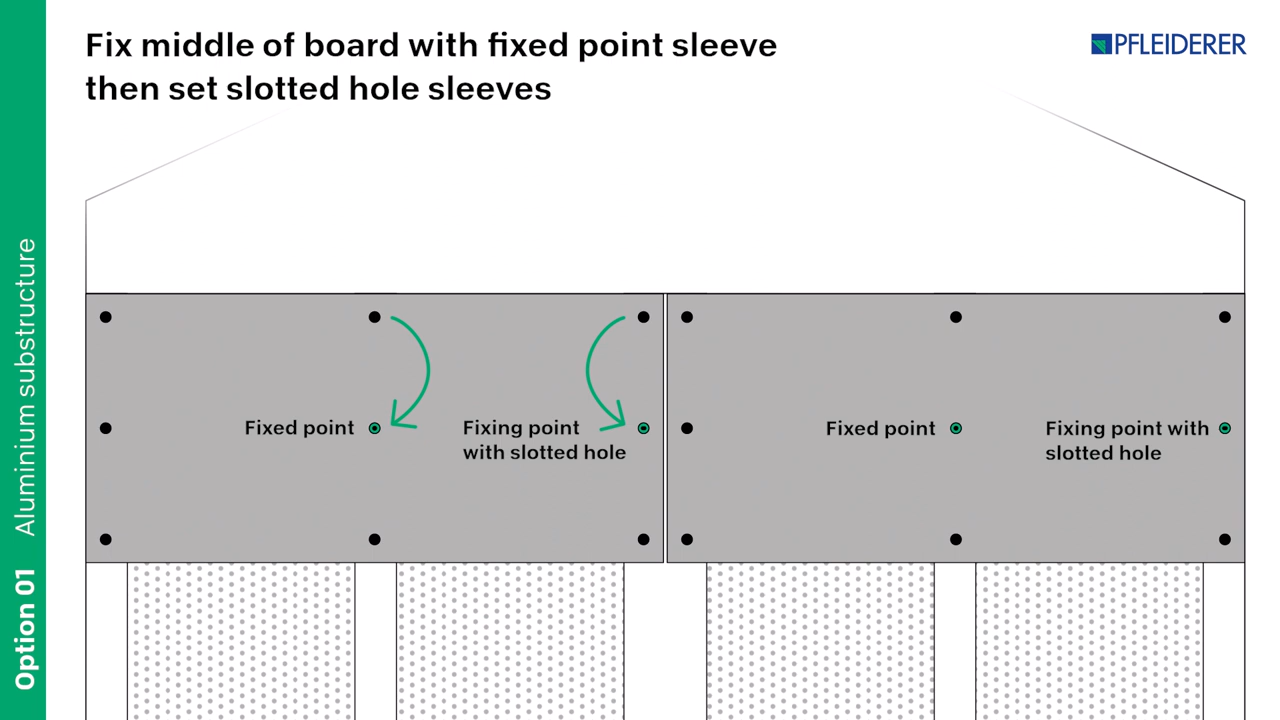 Fix middle of board with fixed point sleeve
then set slotted hole sleeves
PFLEIDERER
Option 01 Aluminium substructure
Fixed point
Fixing point
with slotted hole
Fixed point
Fixing point with
slotted hole